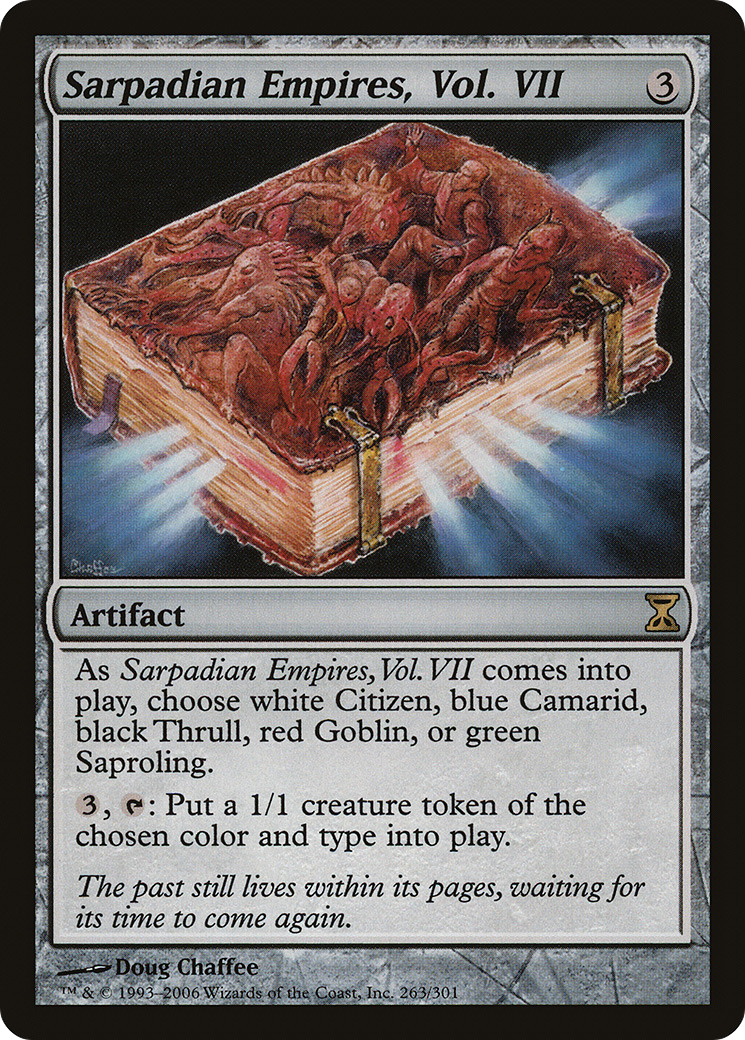 Sarpadian Empires, Vol. VII 3
Artifact
As Sarpadian Empires, Vol. VII comes into
play, choose white Citizen, blue Camarid,
black Thrull, red Goblin, or green
Saproling.
3, : Put a 1/1 creature token of the
chosen color and type into play.
The past still lives within its pages, waiting for
its time to come again.
Doug Chaffee
™ & © 1993–2006 Wizards of the Coast, Inc. 263/301